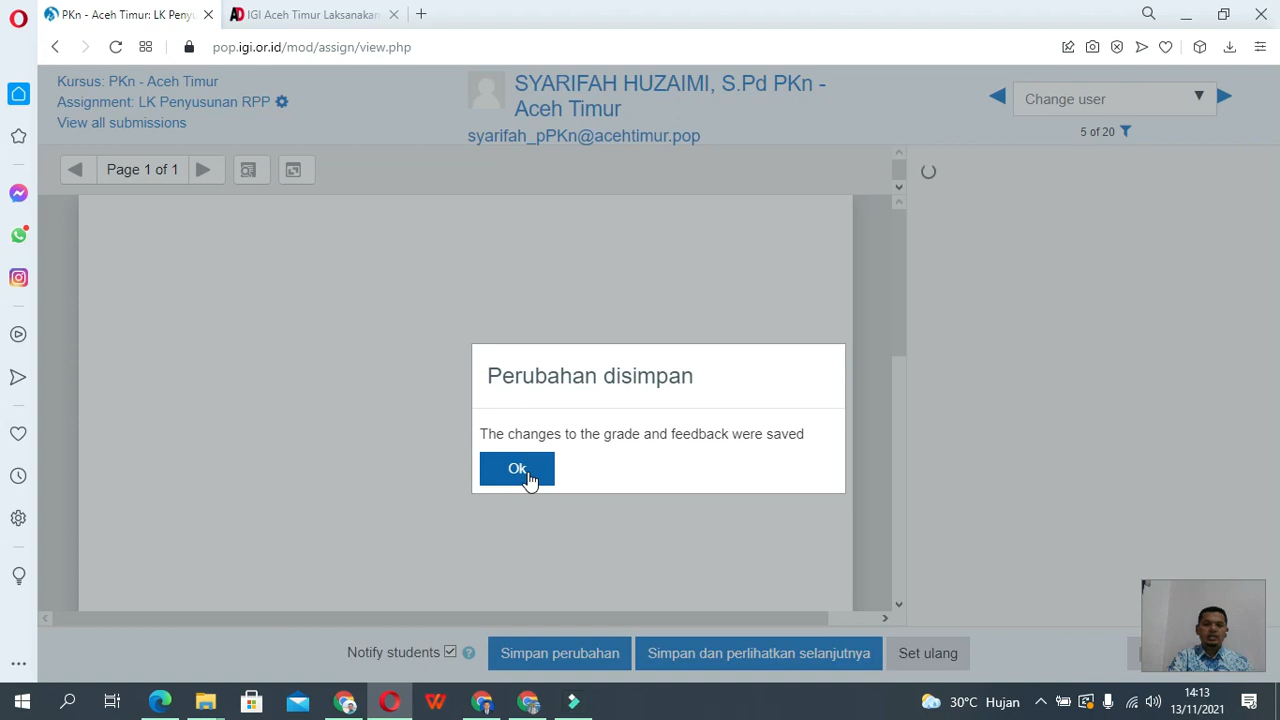 PKn - Aceh Timur: LK Penyu
IGI Aceh Timur Laksanakan
pop.igi.or.id/mod/assign/view.php
Kursus: PKn - Aceh Timur
Assignment: LK Penyusunan RPP
View all submissions
SYARIFAH HUZAIMI, S.Pd PKn -
Aceh Timur
syarifah_pPKn@acehtimur.pop
Change user
5 of 20
Page 1 of 1
Perubahan disimpan
The changes to the grade and feedback were saved
Ok
Notify students
Simpan perubahan
Simpan dan perlihatkan selanjutnya
Set ulang
30°C Hujan
14:13
13/11/2021